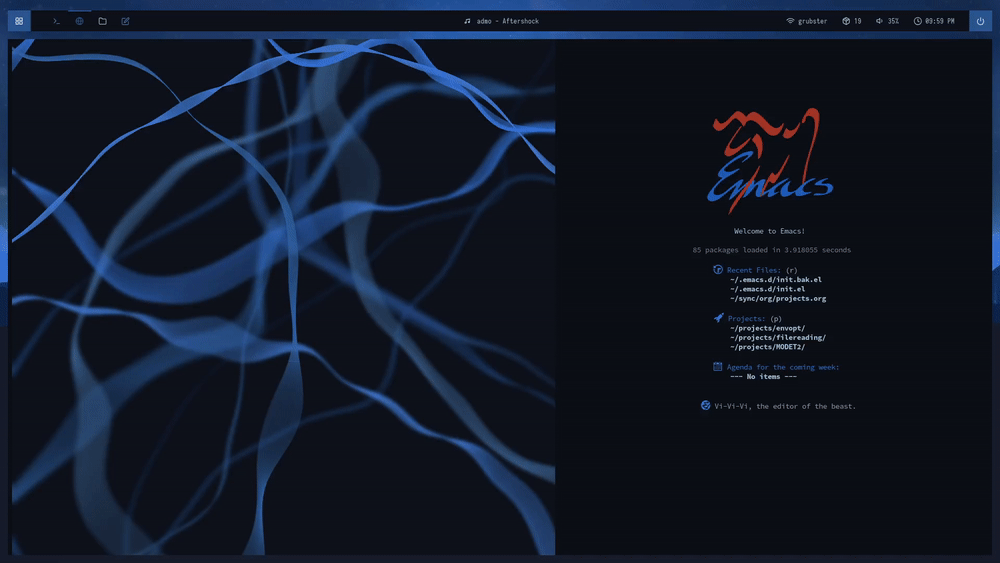 admo - Aftershock
grubster
19
35%
09:59 PM
Emacs
Welcome to Emacs!
85 packages loaded in 3.918055 seconds
Recent Files: (r)
~/.emacs.d/init.bak.el
~/.emacs.d/init.el
~/sync/org/projects.org
Projects: (p)
~/projects/envopt/
~/projects/filereading/
~/projects/MODET2/
Agenda for the coming week:
--- No items ---
Vi-Vi-Vi, the editor of the beast.